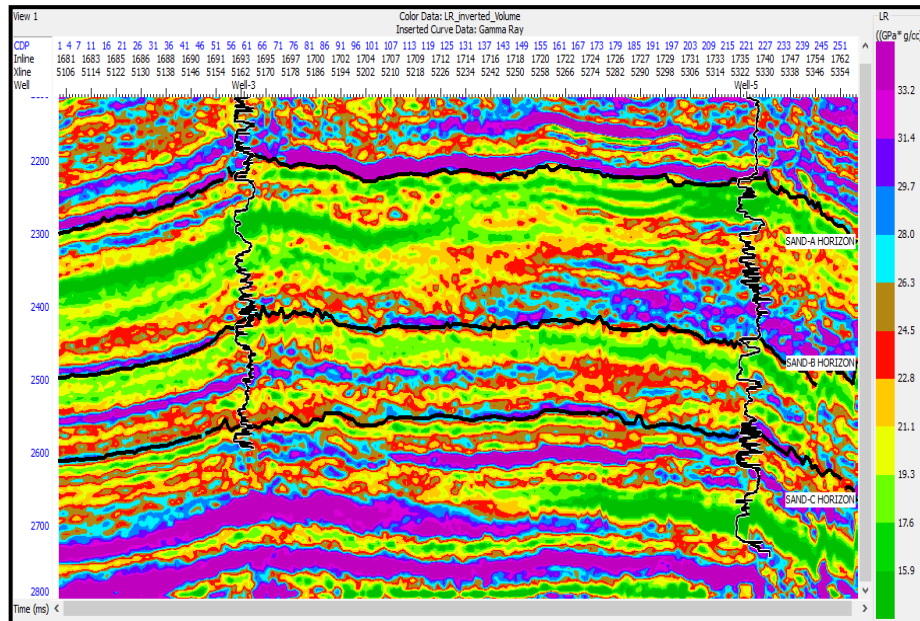 View 1
Color Data: LR_inverted_Volume
Inserted Curve Data: Gamma Ray
LR
((GPa* g/cc)
CDP 1 4 7 11 16 21 26 31 36 41 46 51 56 61 66 71 76 81 86 91 96 101 107 113 119 125 131 137 143 149 155 161 167 173 179 185 191 197 203 209 215 221 227 233 239 245 251
Inline 1681 1683 1685 1686 1688 1690 1691 1693 1695 1697 1700 1702 1704 1707 1709 1712 1715 1718 1720 1722 1724 1727 1729 1731 1733 1735 1740 1747 1754 1762
Xline 5106 5114 5122 5130 5138 5146 5154 5162 5170 5178 5186 5194 5202 5210 5218 5226 5234 5242 5250 5258 5266 5274 5282 5290 5298 5306 5314 5322 5330 5338 5346 5354
Well Well-3 Well-5
2200
2300
2400
2500
2600
2700
2800
Time (ms)
SAND-A HORIZON
SAND-B HORIZON
SAND-C HORIZON
33.2
31.4
29.7
28.0
26.3
24.5
22.8
21.1
19.3
17.6
15.9